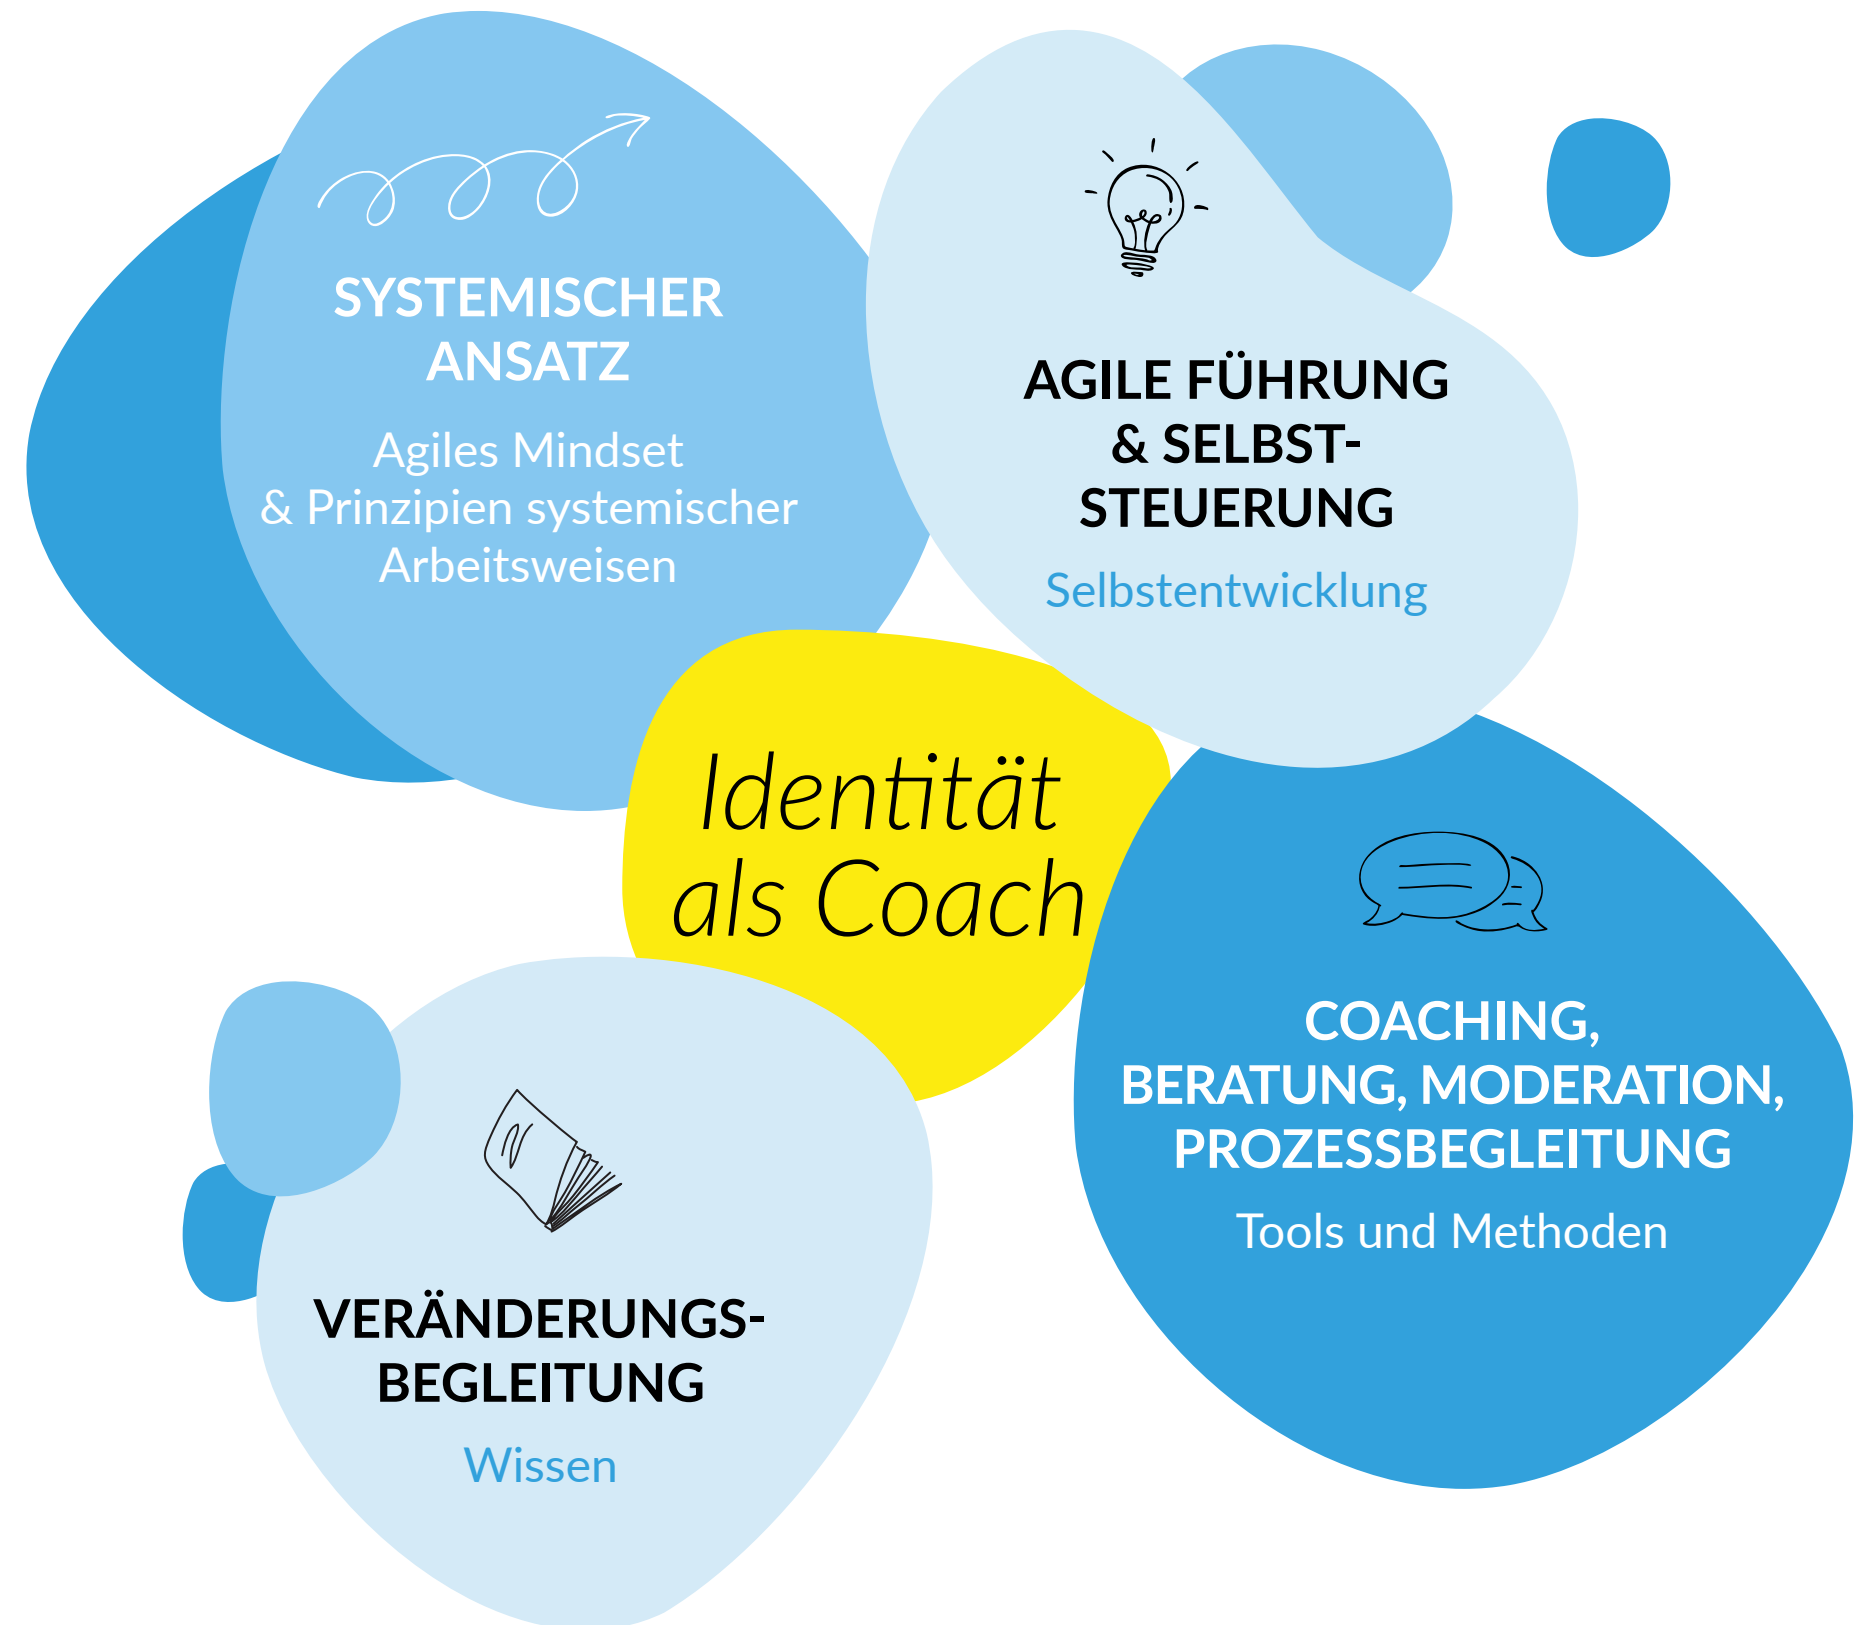 SYSTEMISCHER
ANSATZ
Agiles Mindset
& Prinzipien systemischer
Arbeitsweisen
AGILE FÜHRUNG
& SELBST-
STEUERUNG
Selbstentwicklung
Identität
als Coach
COACHING,
BERATUNG, MODERATION,
PROZESSBEGLEITUNG
Tools und Methoden
VERÄNDERUNGS-
BEGLEITUNG
Wissen